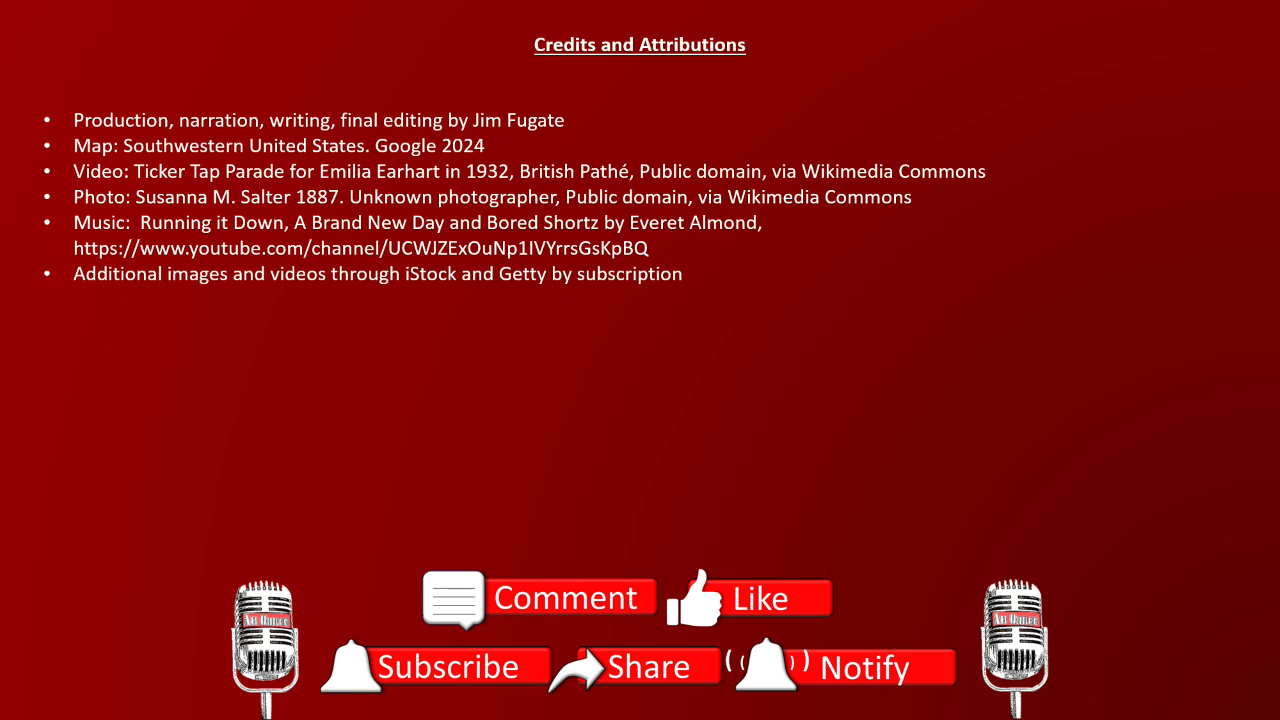 Credits and Attributions
• Production, narration, writing, final editing by Jim Fugate
• Map: Southwestern United States. Google 2024
• Video: Ticker Tap Parade for Emilia Earhart in 1932, British Pathé, Public domain, via Wikimedia Commons
• Photo: Susanna M. Salter 1887. Unknown photographer, Public domain, via Wikimedia Commons
• Music:  Running it Down, A Brand New Day and Bored Shortz by Everet Almond,
https://www.youtube.com/channel/UCWJZExOuNp1lVYrrsGsKpBQ
• Additional images and videos through iStock and Getty by subscription
Comment
Like
Subscribe
Share
Notify